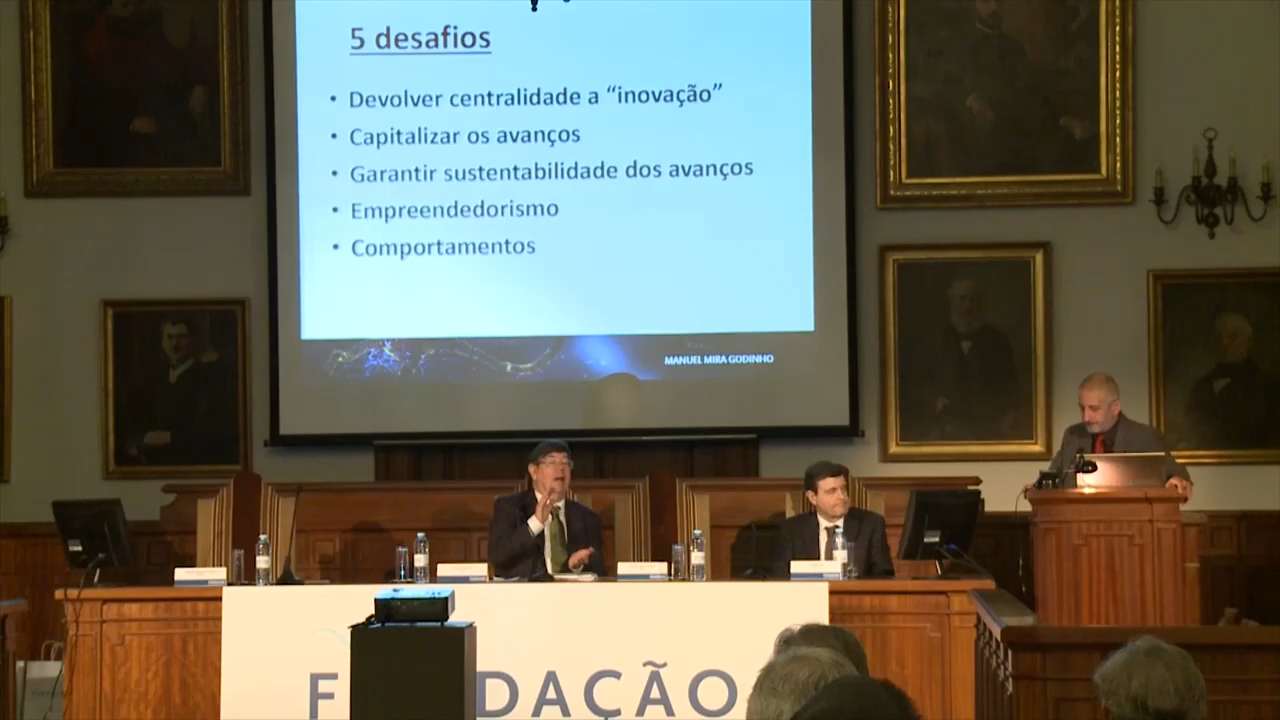 5 desafios
• Devolver centralidade a “inovação”
• Capitalizar os avanços
• Garantir sustentabilidade dos avanços
• Empreendedorismo
• Comportamentos
MANUEL MIRA GODINHO
F DAÇÃO